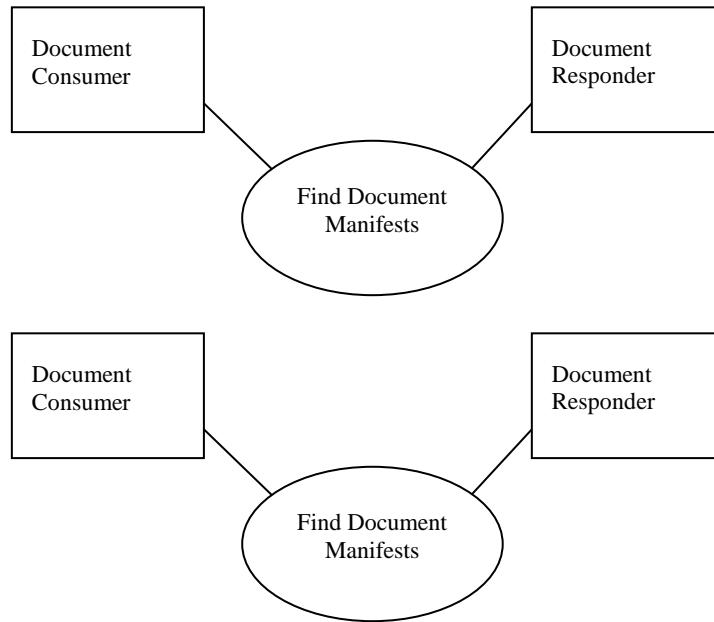 Document
Consumer
Document
Responder
Find Document
Manifests
Document
Consumer
Document
Responder
Find Document
Manifests